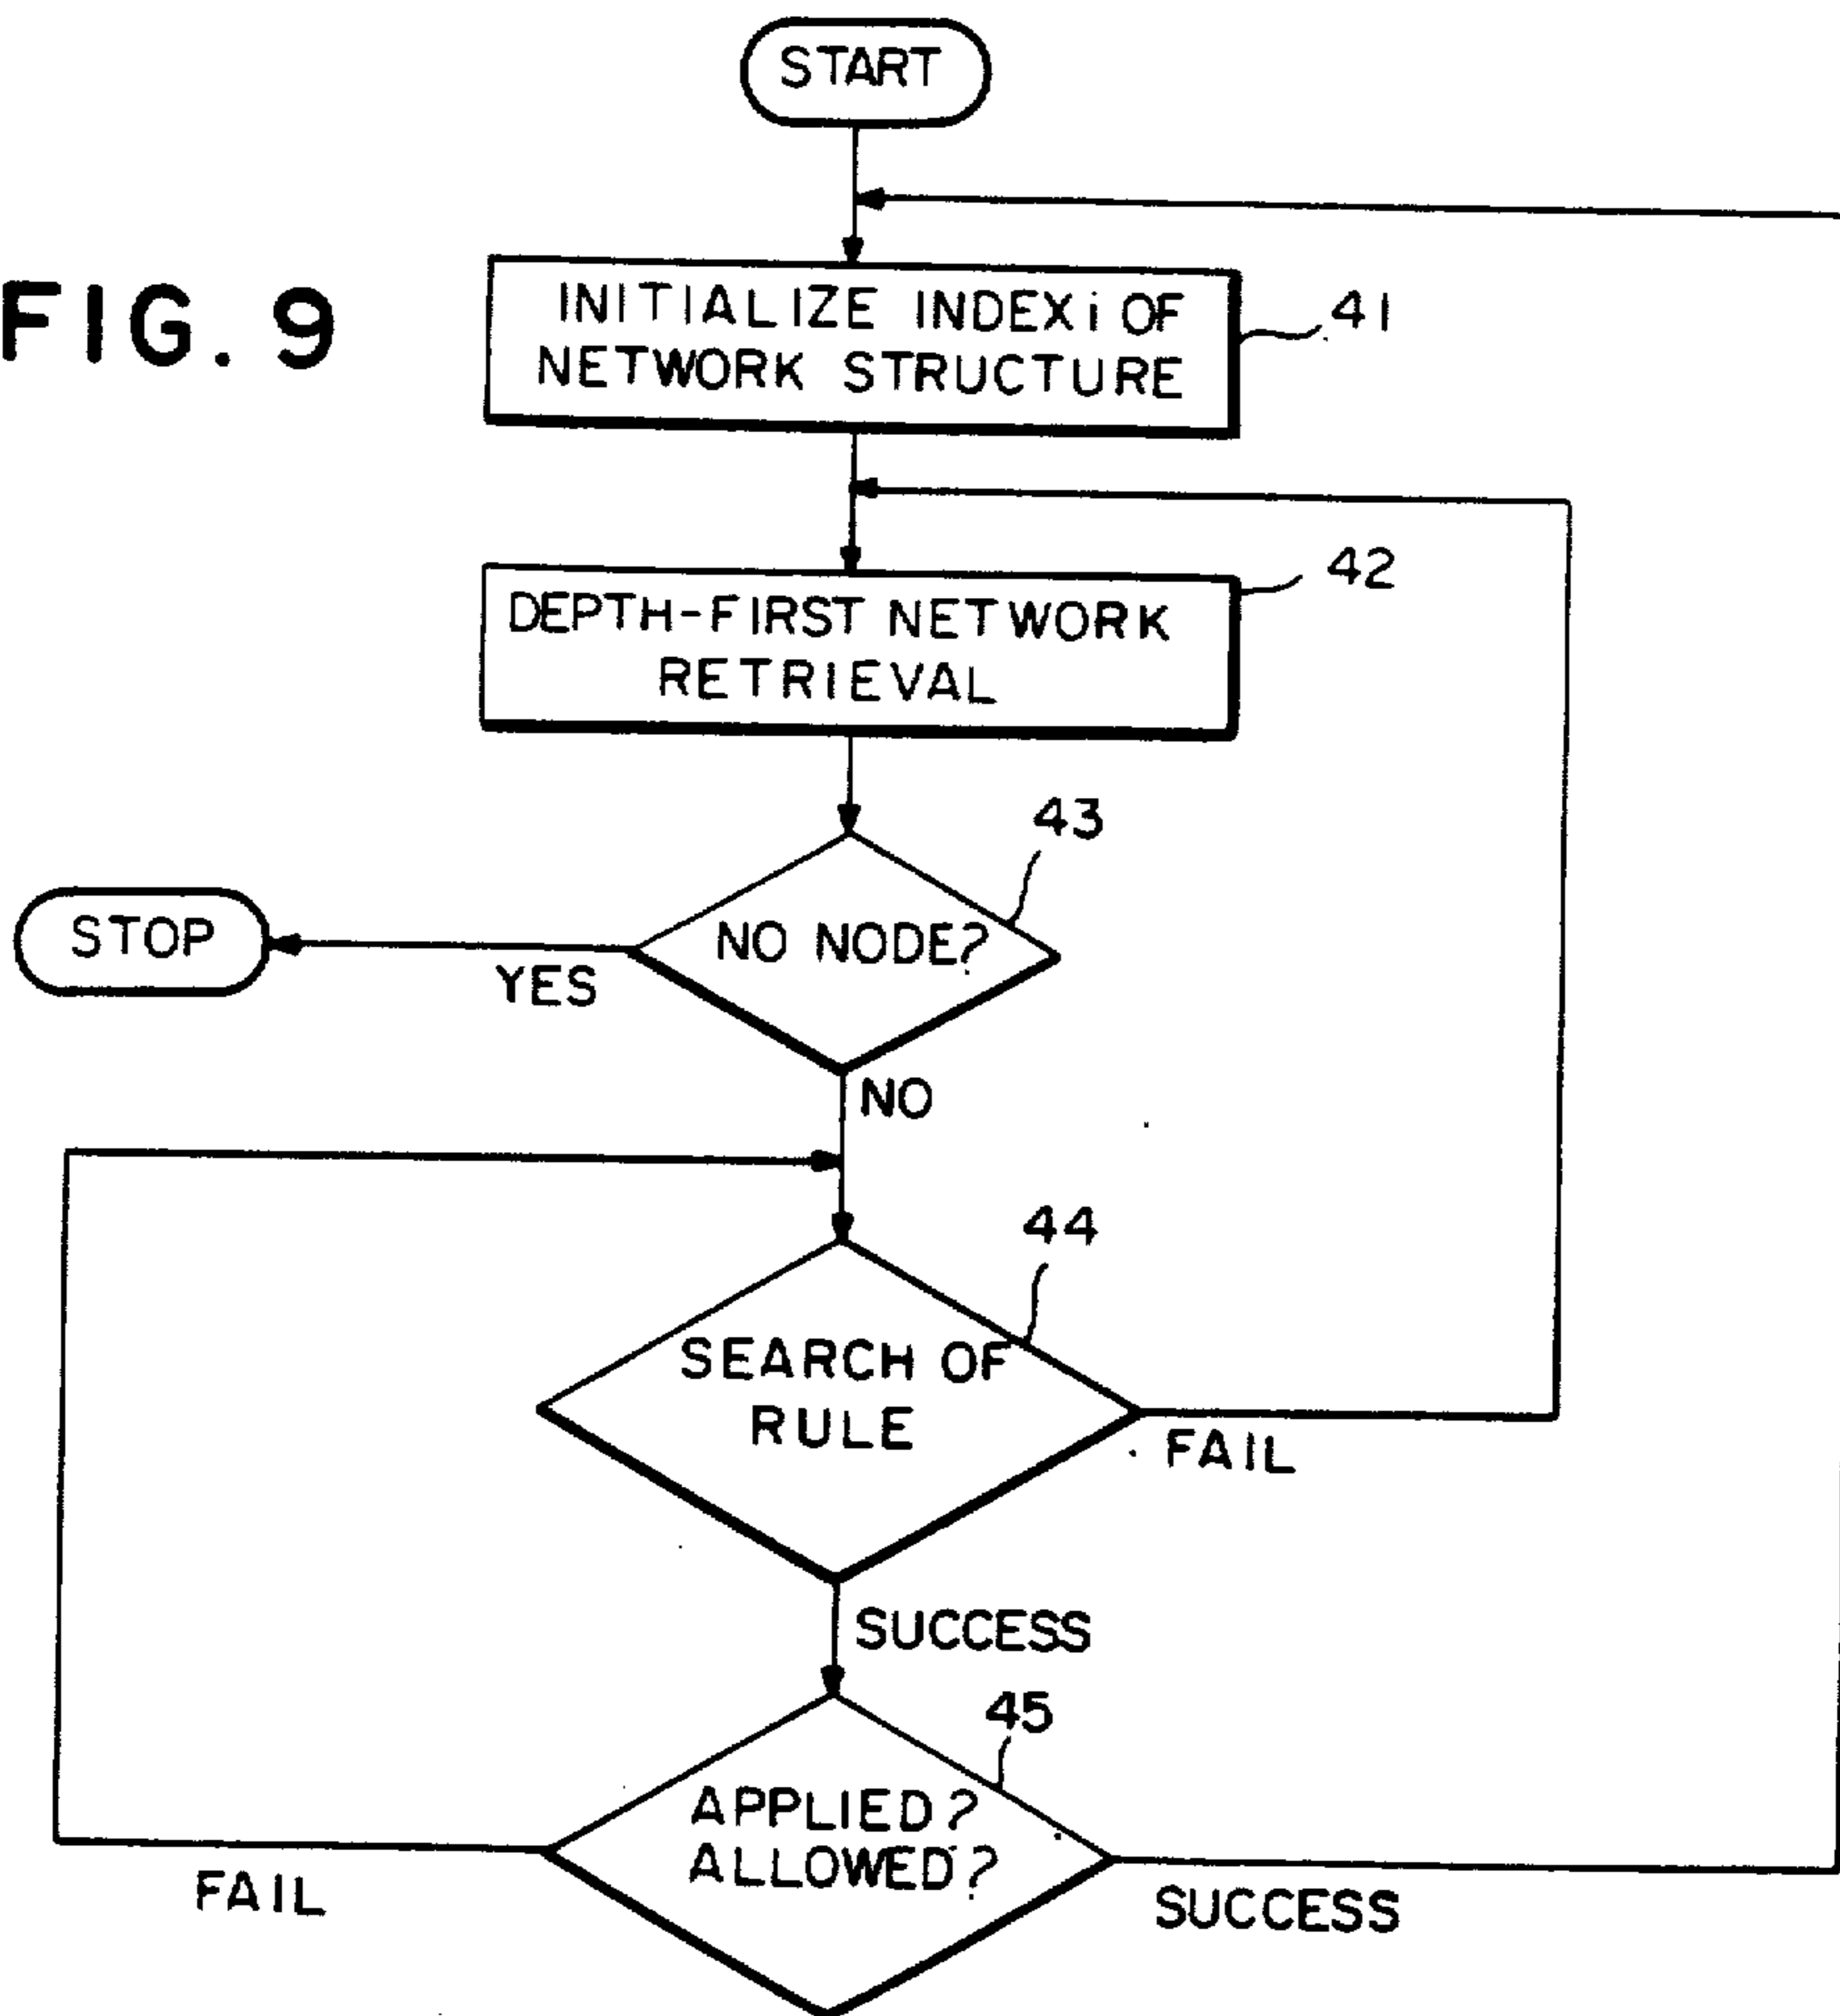 START
FIG. 9
INITIALIZE INDEX i OF
NETWORK STRUCTURE
41
DEPTH-FIRST NETWORK
RETRIEVAL
42
43
NO NODE?
STOP
YES
NO
44
SEARCH OF
RULE
FAIL
SUCCESS
45
APPLIED?
ALLOWED?
FAIL
SUCCESS